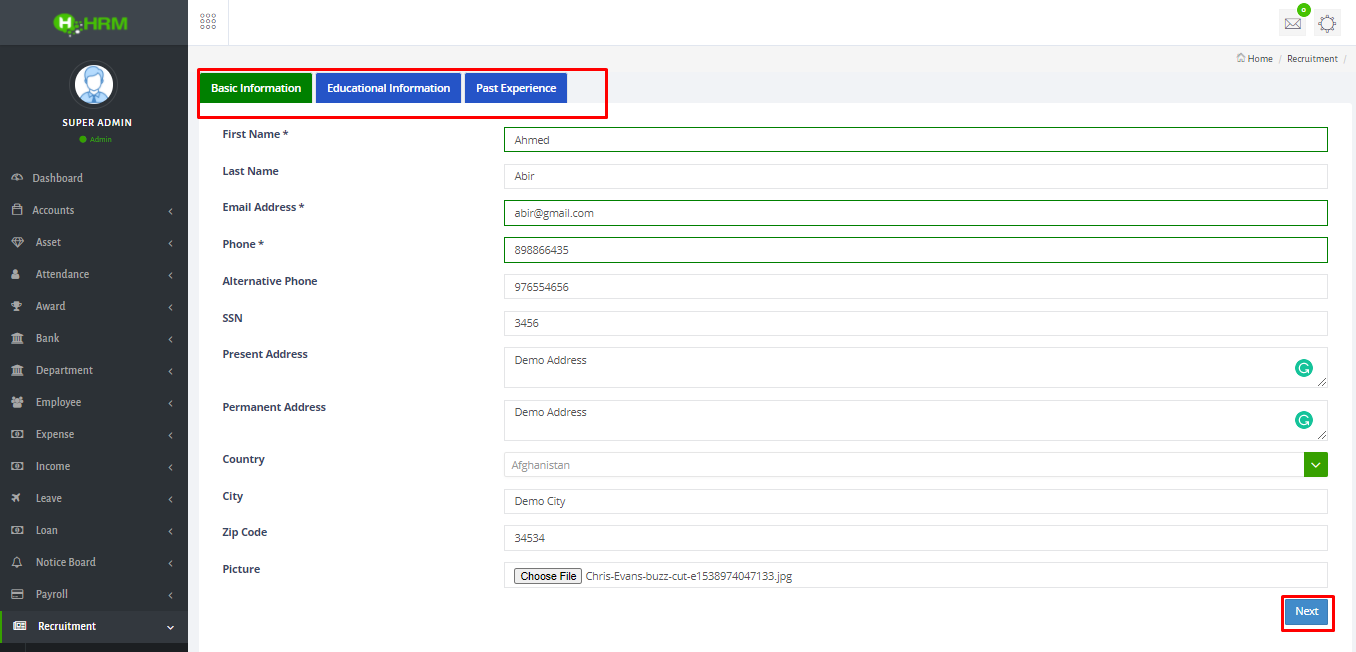 H HRM
0
Home / Recruitment /
SUPER ADMIN
Admin
Dashboard
Accounts
Asset
Attendance
Award
Bank
Department
Employee
Expense
Income
Leave
Loan
Notice Board
Payroll
Recruitment
Basic Information Educational Information Past Experience
First Name * Ahmed
Last Name Abir
Email Address * abir@gmail.com
Phone * 898866435
Alternative Phone 976554656
SSN 3456
Present Address Demo Address
Permanent Address Demo Address
Country Afghanistan
City Demo City
Zip Code 34534
Picture Choose File Chris-Evans-buzz-cut-e1538974047133.jpg
Next